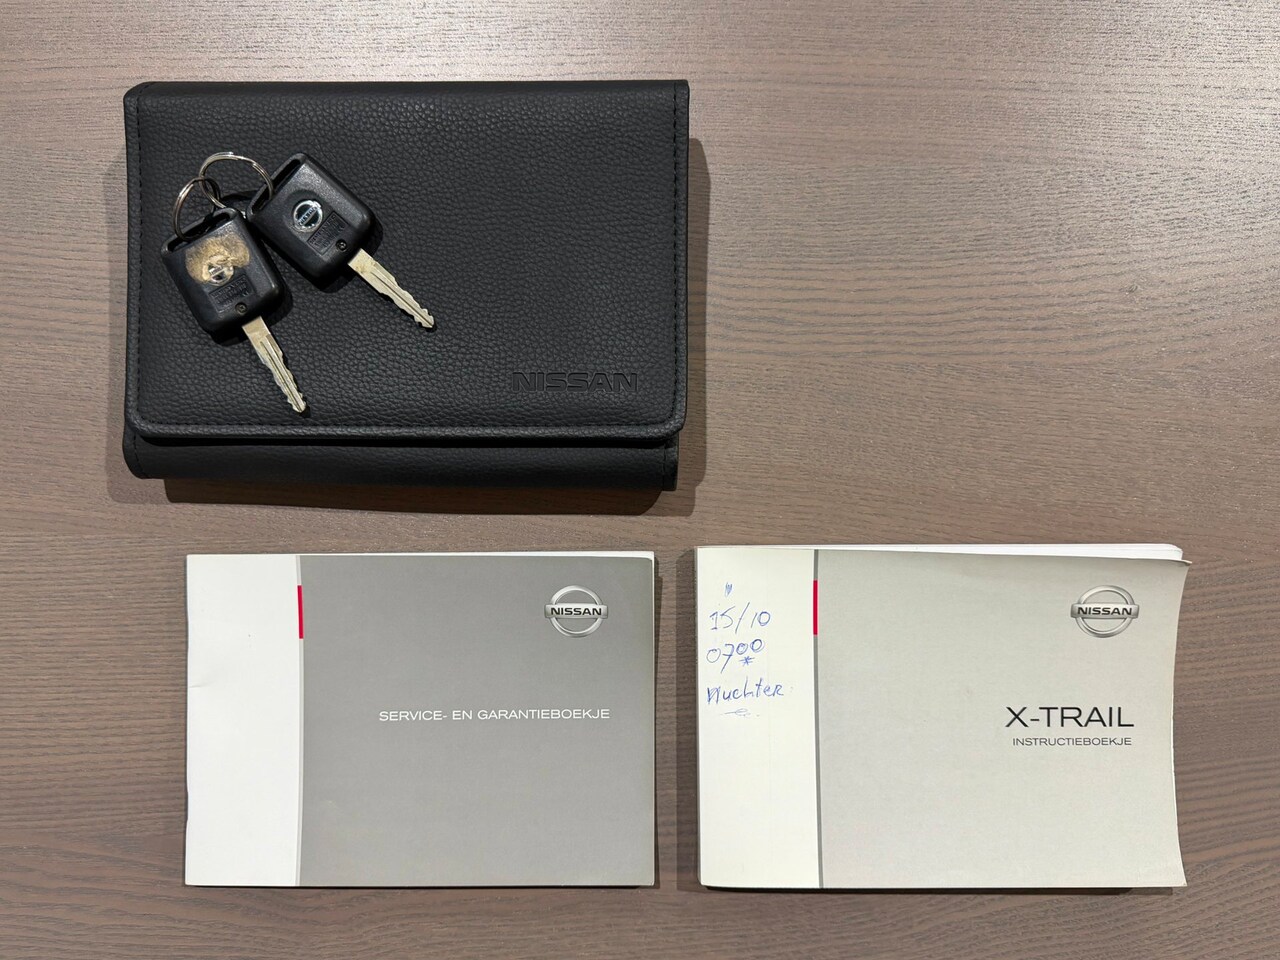 NISSAN
NISSAN
SERVICE- EN GARANTIEBOEKJE
15/10
0700
*
NISSAN
X-TRAIL
INSTRUCTIEBOEKJE